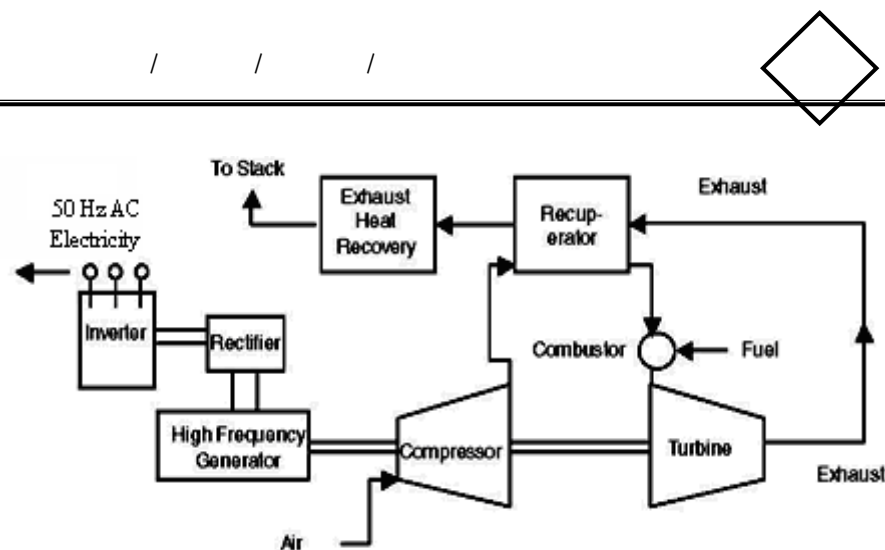 / / /
To Stack
Exhaust
Heat
Recovery
Recup-
erator
Exhaust
50 Hz AC
Electricity
Inverter
Rectifier
Combustor
Fuel
High Frequency
Generator
Compressor
Turbine
Exhaust
Air